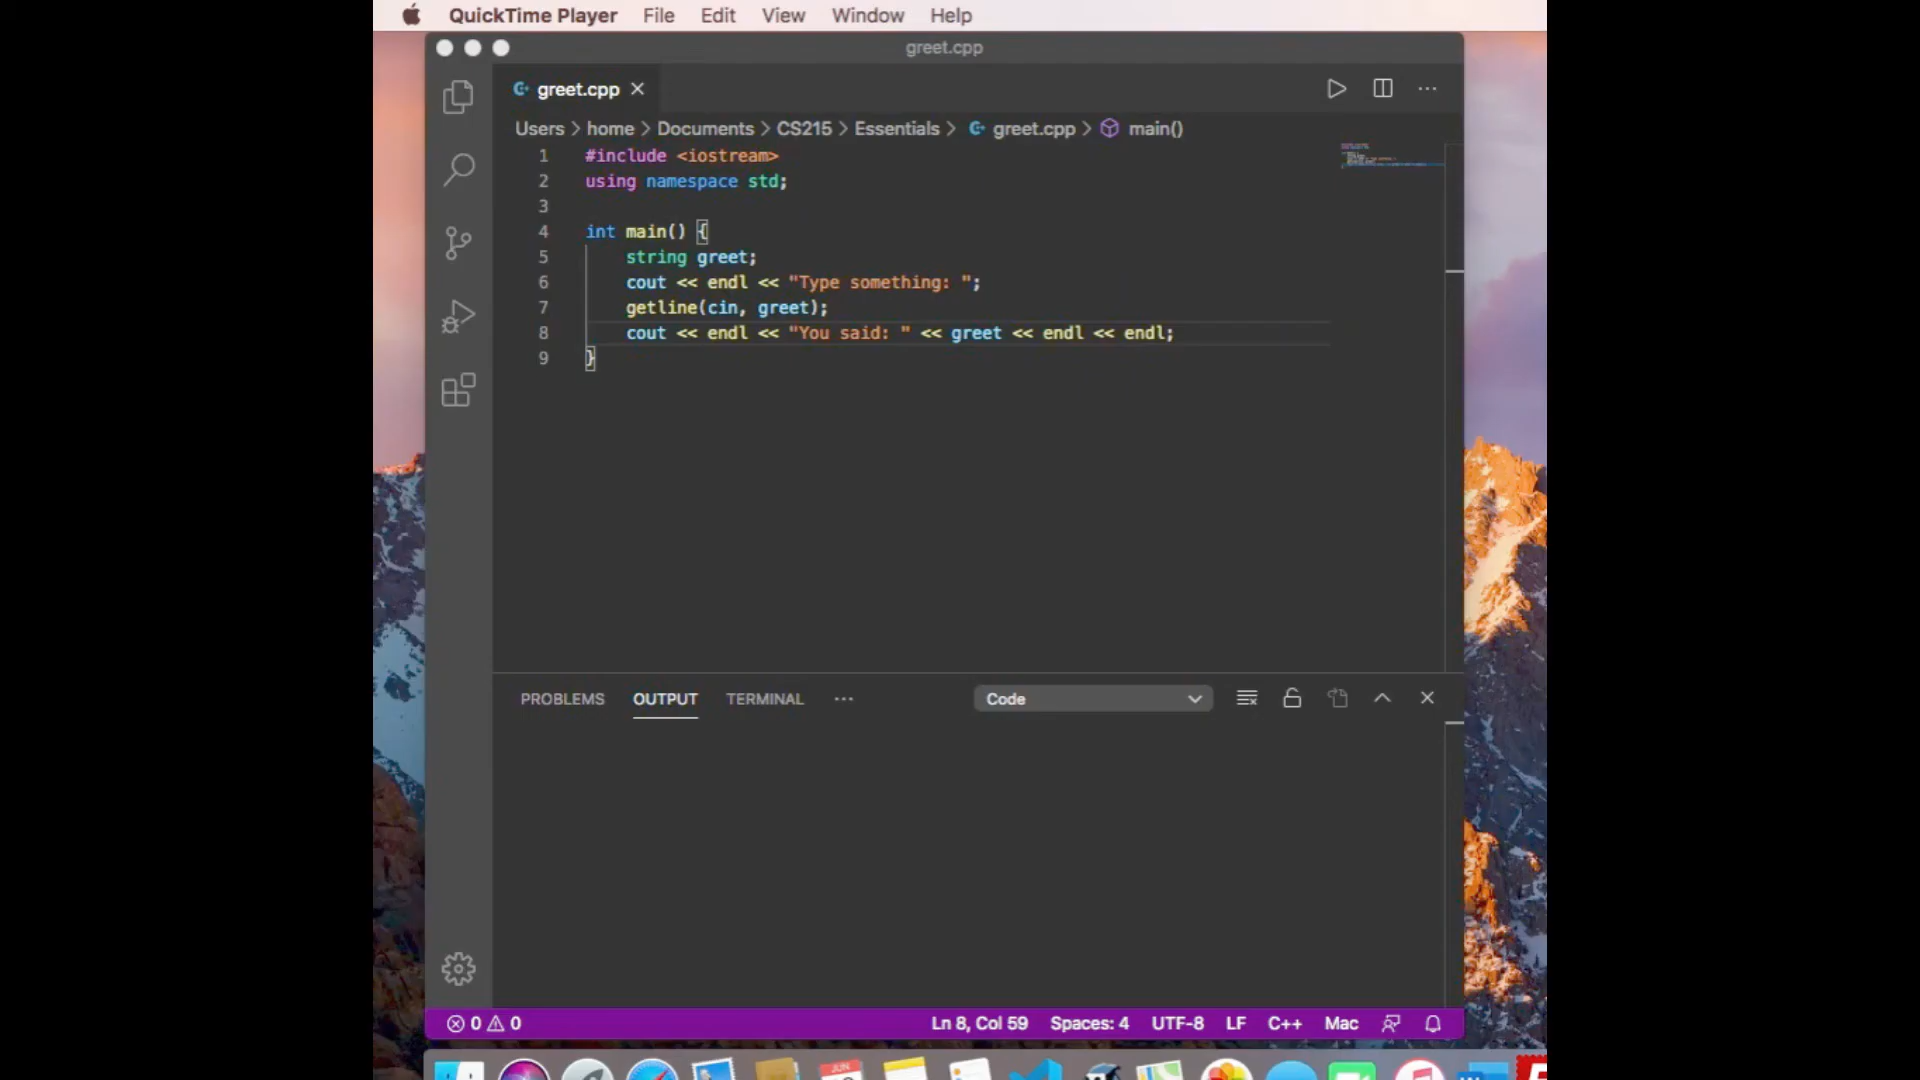 QuickTime Player File Edit View Window Help
greet.cpp
greet.cpp
Users > home > Documents > CS215 > Essentials > greet.cpp > main()
1 #include <iostream>
2 using namespace std;
3
4 int main() {
5 string greet;
6 cout << endl << "Type something: ";
7 getline(cin, greet);
8 cout << endl << "You said: " << greet << endl << endl;
9 }
PROBLEMS OUTPUT TERMINAL ··· Code
0 0 Ln 8, Col 59 Spaces: 4 UTF-8 LF C++ Mac
JUN